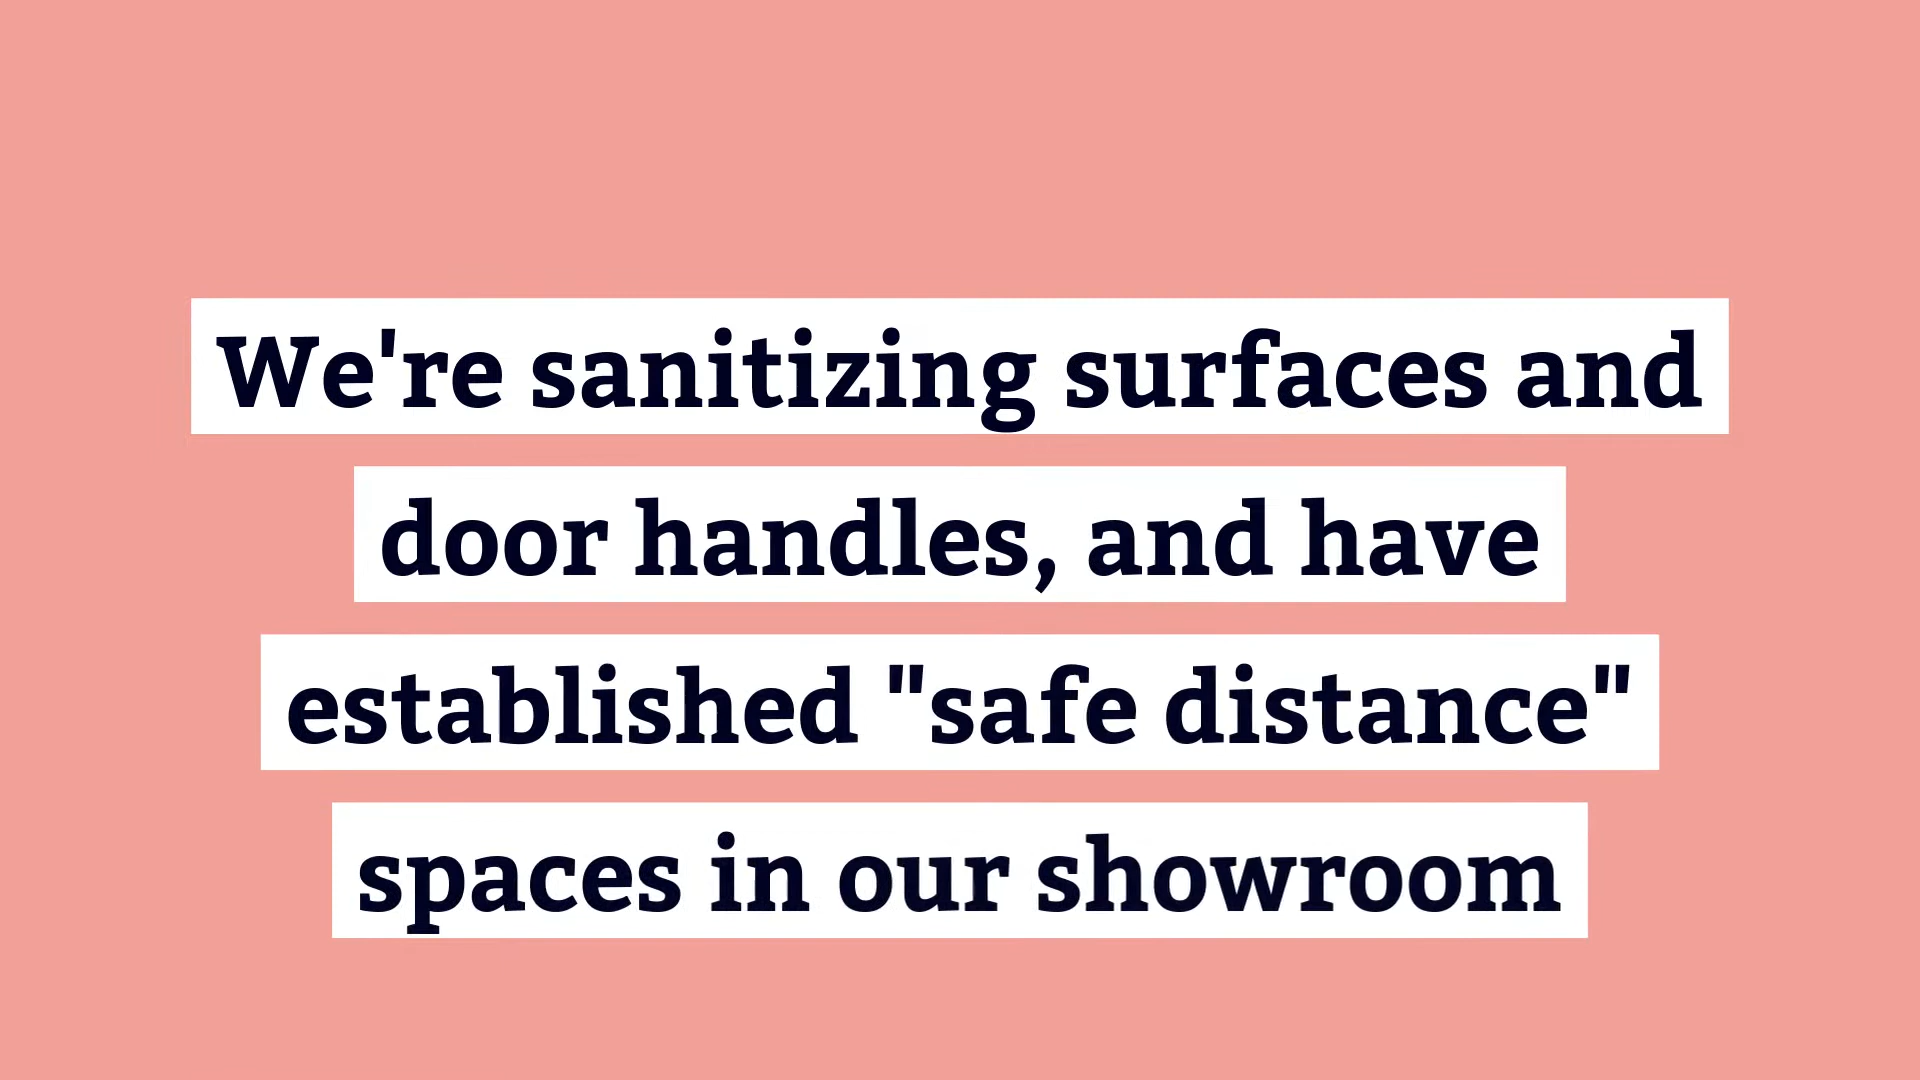 We're sanitizing surfaces and
door handles, and have
established "safe distance"
spaces in our showroom